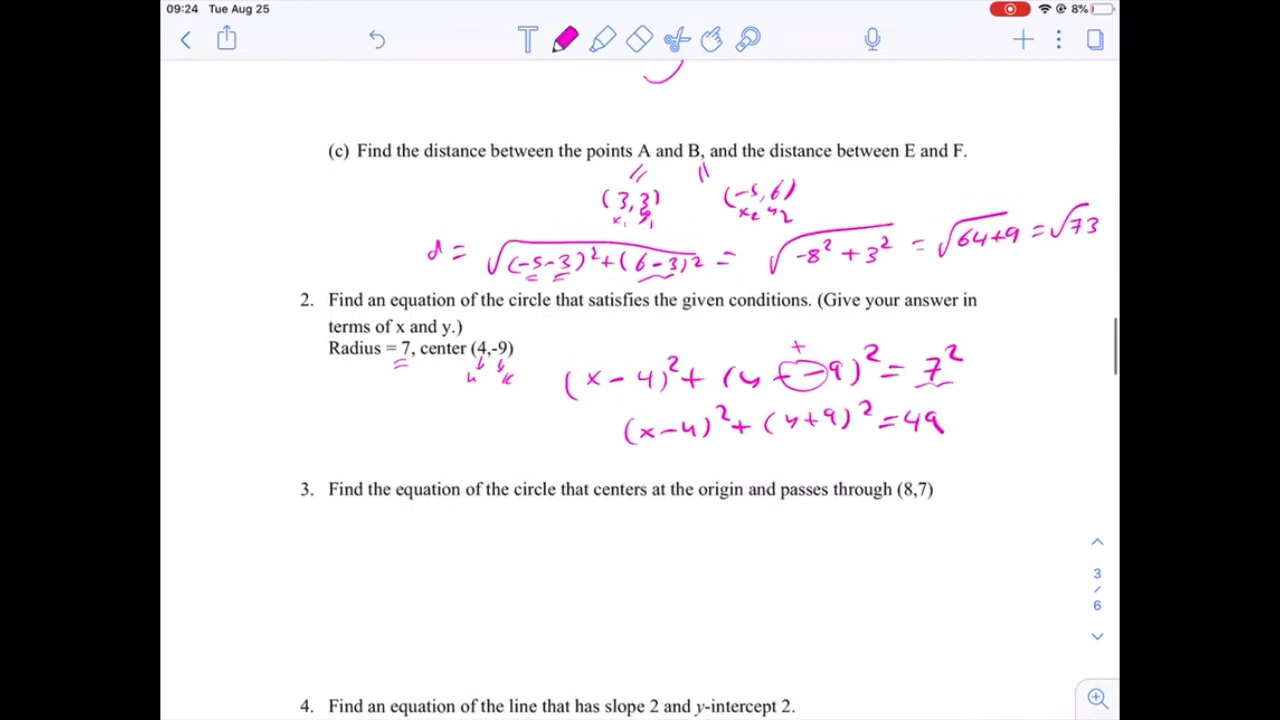 09:24 Tue Aug 25 8%
T
(c) Find the distance between the points A and B, and the distance between E and F.
(3,3) (-5,6)
x₁ y₁ x₂ y₂
d = √(-5-3)²+(6-3)² = √-8²+3² = √64+9 = √73
2. Find an equation of the circle that satisfies the given conditions. (Give your answer in
terms of x and y.)
Radius = 7, center (4,-9)
h k
+
(x-4)²+(y--9)²=7²
(x-4)²+(y+9)²=49
3. Find the equation of the circle that centers at the origin and passes through (8,7)
3
/
6
4. Find an equation of the line that has slope 2 and y-intercept 2.